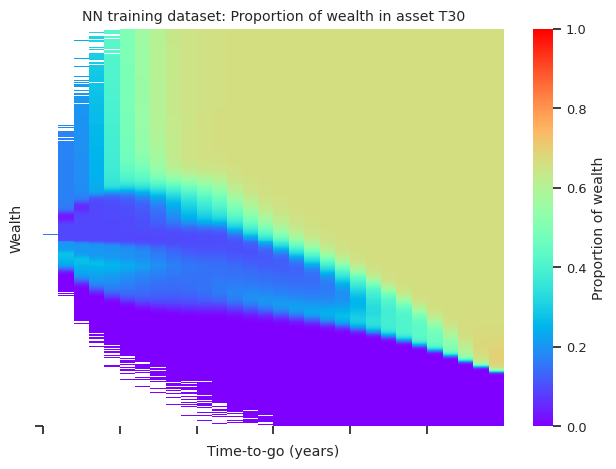 NN training dataset: Proportion of wealth in asset T30
Wealth
Time-to-go (years)
1.0
0.8
0.6
0.4
0.2
0.0
Proportion of wealth